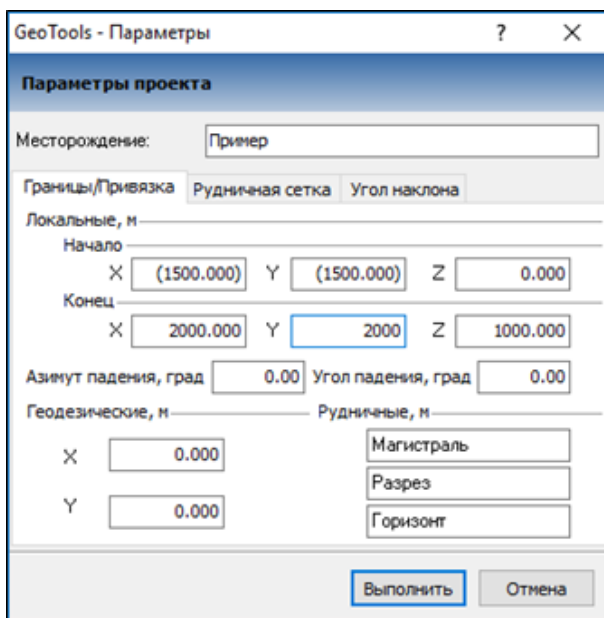 GeoTools - Параметры ? ×
Параметры проекта
Месторождение: Пример
Границы/Привязка Рудничная сетка Угол наклона
Локальные, м
Начало
X (1500.000) Y (1500.000) Z 0.000
Конец
X 2000.000 Y 2000 Z 1000.000
Азимут падения, град 0.00 Угол падения, град 0.00
Геодезические, м Рудничные, м
X 0.000 Магистраль
Разрез
Y 0.000 Горизонт
Выполнить Отмена